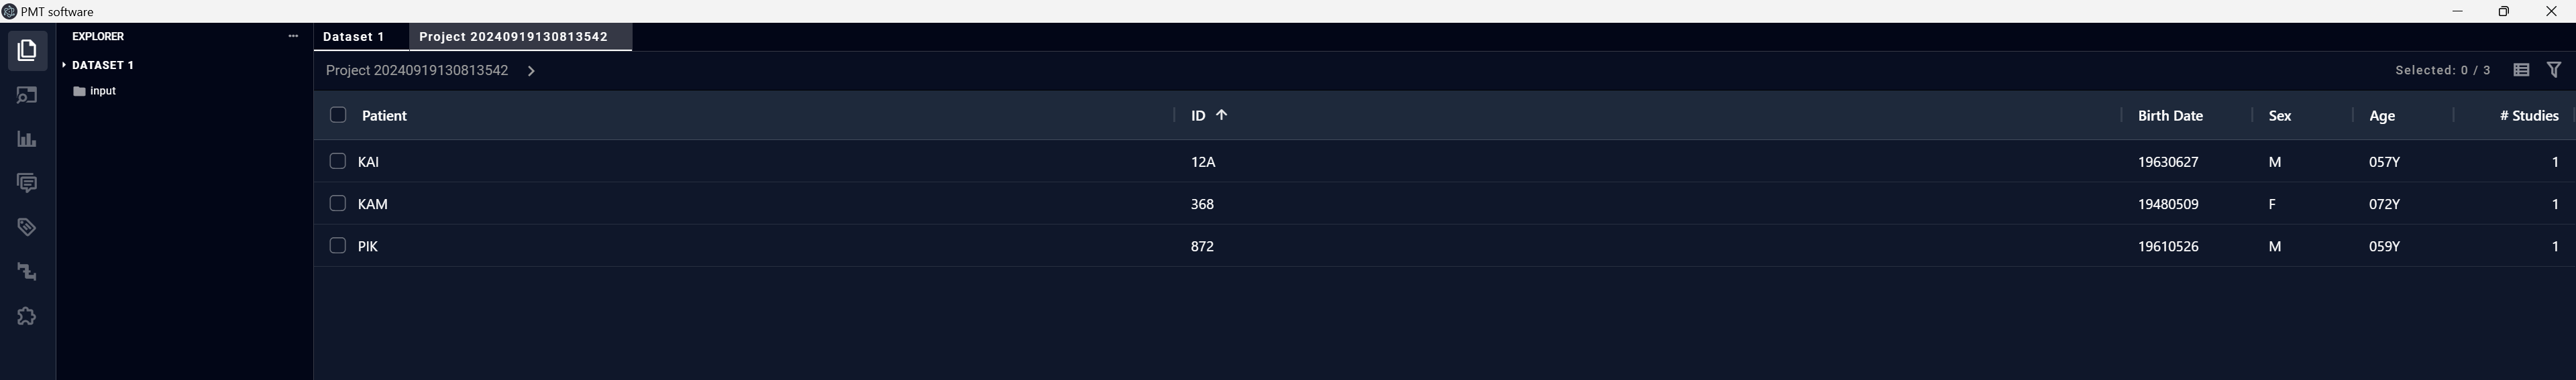 PMT software
EXPLORER
DATASET 1
input
Dataset 1
Project 20240919130813542
Project 20240919130813542
Selected: 0 / 3
Patient ID Birth Date Sex Age # Studies
KAI 12A 19630627 M 057Y 1
KAM 368 19480509 F 072Y 1
PIK 872 19610526 M 059Y 1